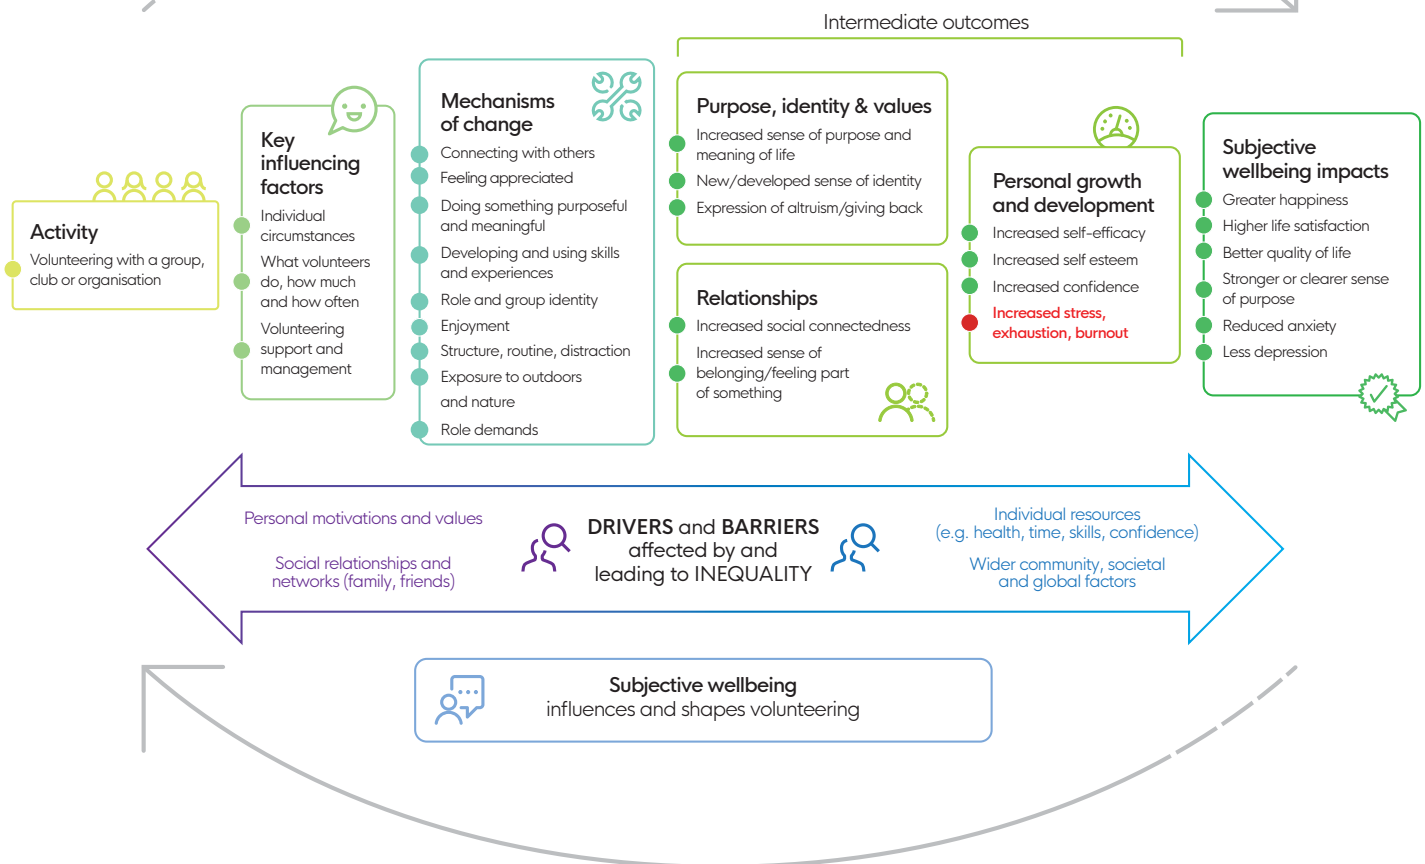 Intermediate outcomes
Activity
Volunteering with a group,
club or organisation
Key
influencing
factors
Individual
circumstances
What volunteers
do, how much
and how often
Volunteering
support and
management
Mechanisms
of change
Connecting with others
Feeling appreciated
Doing something purposeful
and meaningful
Developing and using skills
and experiences
Role and group identity
Enjoyment
Structure, routine, distraction
Exposure to outdoors
and nature
Role demands
Purpose, identity & values
Increased sense of purpose and
meaning of life
New/developed sense of identity
Expression of altruism/giving back
Relationships
Increased social connectedness
Increased sense of
belonging/feeling part
of something
Personal growth
and development
Increased self-efficacy
Increased self esteem
Increased confidence
Increased stress,
exhaustion, burnout
Subjective
wellbeing impacts
Greater happiness
Higher life satisfaction
Better quality of life
Stronger or clearer sense
of purpose
Reduced anxiety
Less depression
Personal motivations and values
Social relationships and
networks (family, friends)
DRIVERS and BARRIERS
affected by and
leading to INEQUALITY
Individual resources
(e.g. health, time, skills, confidence)
Wider community, societal
and global factors
Subjective wellbeing
influences and shapes volunteering